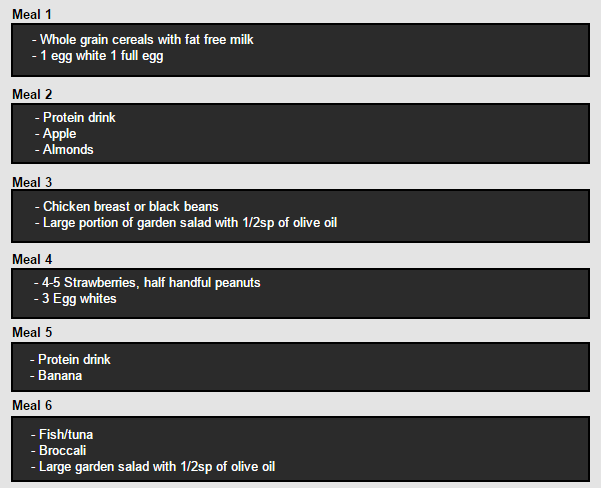 Meal 1
- Whole grain cereals with fat free milk
- 1 egg white 1 full egg
Meal 2
- Protein drink
- Apple
- Almonds
Meal 3
- Chicken breast or black beans
- Large portion of garden salad with 1/2sp of olive oil
Meal 4
- 4-5 Strawberries, half handful peanuts
- 3 Egg whites
Meal 5
- Protein drink
- Banana
Meal 6
- Fish/tuna
- Broccali
- Large garden salad with 1/2sp of olive oil